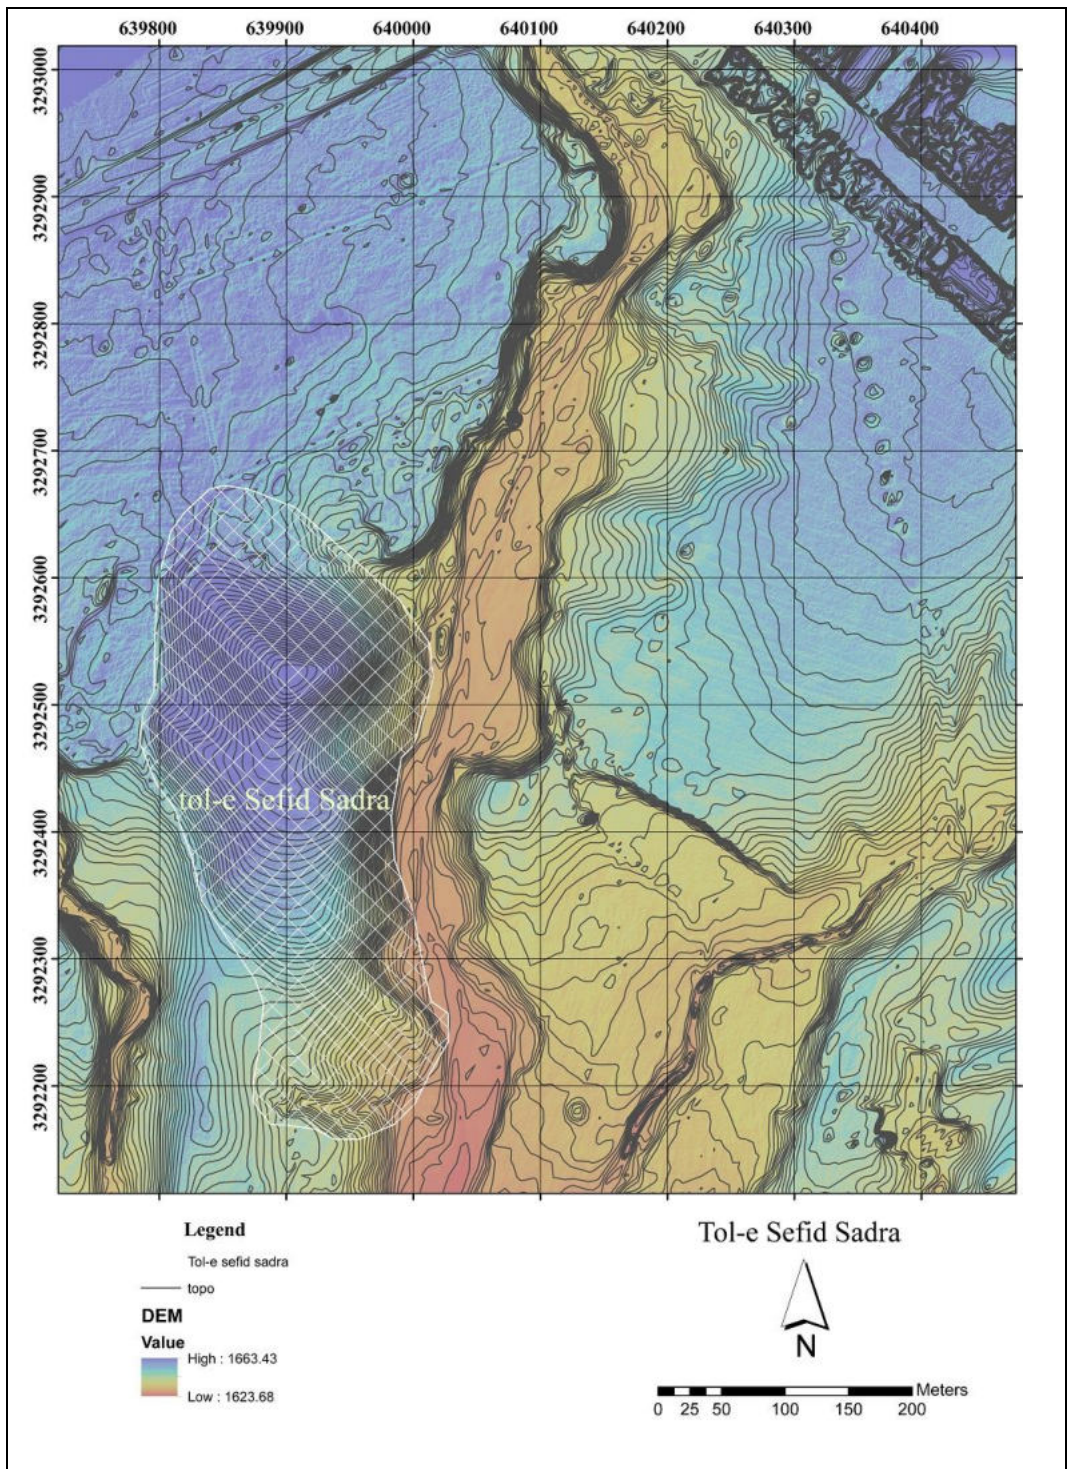 639800 639900 640000 640100 640200 640300 640400
3293000
3292900
3292800
3292700
3292600
3292500
3292400
3292300
3292200
tol-e Sefid Sadra
Legend
Tol-e sefid sadra
topo
DEM
Value
High : 1663.43
Low : 1623.68
Tol-e Sefid Sadra
N
Meters
0 25 50 100 150 200